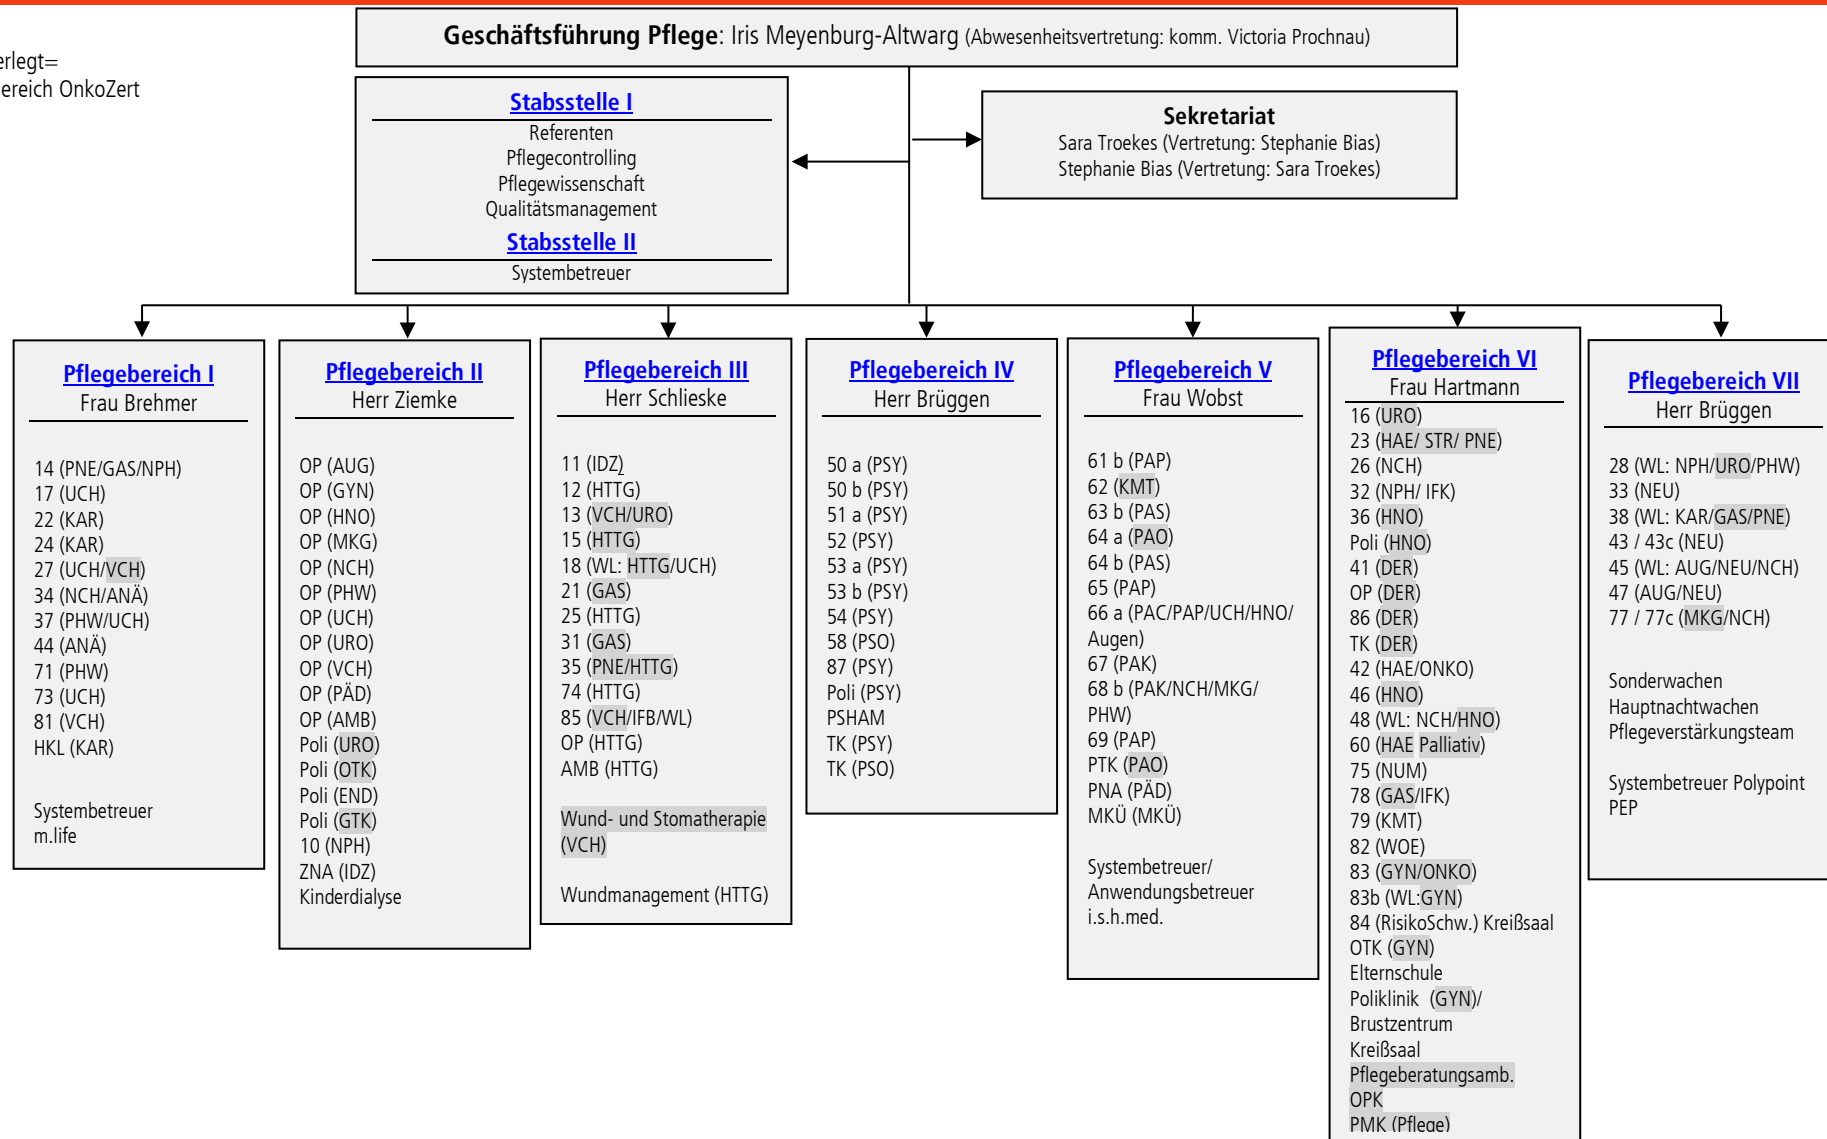 Geschäftsführung Pflege: Iris Meyenburg-Altwarg (Abwesenheitsvertretung: komm. Victoria Prochnau)
erlegt=
ereich OnkoZert
Stabsstelle I
Referenten
Pflegecontrolling
Pflegewissenschaft
Qualitätsmanagement
Stabsstelle II
Systembetreuer
Sekretariat
Sara Troekes (Vertretung: Stephanie Bias)
Stephanie Bias (Vertretung: Sara Troekes)
Pflegebereich I
Frau Brehmer
14 (PNE/GAS/NPH)
17 (UCH)
22 (KAR)
24 (KAR)
27 (UCH/VCH)
34 (NCH/ANÄ)
37 (PHW/UCH)
44 (ANÄ)
71 (PHW)
73 (UCH)
81 (VCH)
HKL (KAR)
Systembetreuer
m.life
Pflegebereich II
Herr Ziemke
OP (AUG)
OP (GYN)
OP (HNO)
OP (MKG)
OP (NCH)
OP (PHW)
OP (UCH)
OP (URO)
OP (VCH)
OP (PÄD)
OP (AMB)
Poli (URO)
Poli (OTK)
Poli (END)
Poli (GTK)
10 (NPH)
ZNA (IDZ)
Kinderdialyse
Pflegebereich III
Herr Schlieske
11 (IDZ)
12 (HTTG)
13 (VCH/URO)
15 (HTTG)
18 (WL: HTTG/UCH)
21 (GAS)
25 (HTTG)
31 (GAS)
35 (PNE/HTTG)
74 (HTTG)
85 (VCH/IFB/WL)
OP (HTTG)
AMB (HTTG)
Wund- und Stomatherapie
(VCH)
Wundmanagement (HTTG)
Pflegebereich IV
Herr Brüggen
50 a (PSY)
50 b (PSY)
51 a (PSY)
52 (PSY)
53 a (PSY)
53 b (PSY)
54 (PSY)
58 (PSO)
87 (PSY)
Poli (PSY)
PSHAM
TK (PSY)
TK (PSO)
Pflegebereich V
Frau Wobst
61 b (PAP)
62 (KMT)
63 b (PAS)
64 a (PAO)
64 b (PAS)
65 (PAP)
66 a (PAC/PAP/UCH/HNO/
Augen)
67 (PAK)
68 b (PAK/NCH/MKG/
PHW)
69 (PAP)
PTK (PAO)
PNA (PÄD)
MKÜ (MKÜ)
Systembetreuer/
Anwendungsbetreuer
i.s.h.med.
Pflegebereich VI
Frau Hartmann
16 (URO)
23 (HAE/ STR/ PNE)
26 (NCH)
32 (NPH/ IFK)
36 (HNO)
Poli (HNO)
41 (DER)
OP (DER)
86 (DER)
TK (DER)
42 (HAE/ONKO)
46 (HNO)
48 (WL: NCH/HNO)
60 (HAE Palliativ)
75 (NUM)
78 (GAS/IFK)
79 (KMT)
82 (WOE)
83 (GYN/ONKO)
83b (WL:GYN)
84 (RisikoSchw.) Kreißsaal
OTK (GYN)
Elternschule
Poliklinik (GYN)/
Brustzentrum
Kreißsaal
Pflegeberatungsamb.
OPK
PMK (Pflege)
Pflegebereich VII
Herr Brüggen
28 (WL: NPH/URO/PHW)
33 (NEU)
38 (WL: KAR/GAS/PNE)
43 / 43c (NEU)
45 (WL: AUG/NEU/NCH)
47 (AUG/NEU)
77 / 77c (MKG/NCH)
Sonderwachen
Hauptnachtwachen
Pflegeverstärkungsteam
Systembetreuer Polypoint
PEP